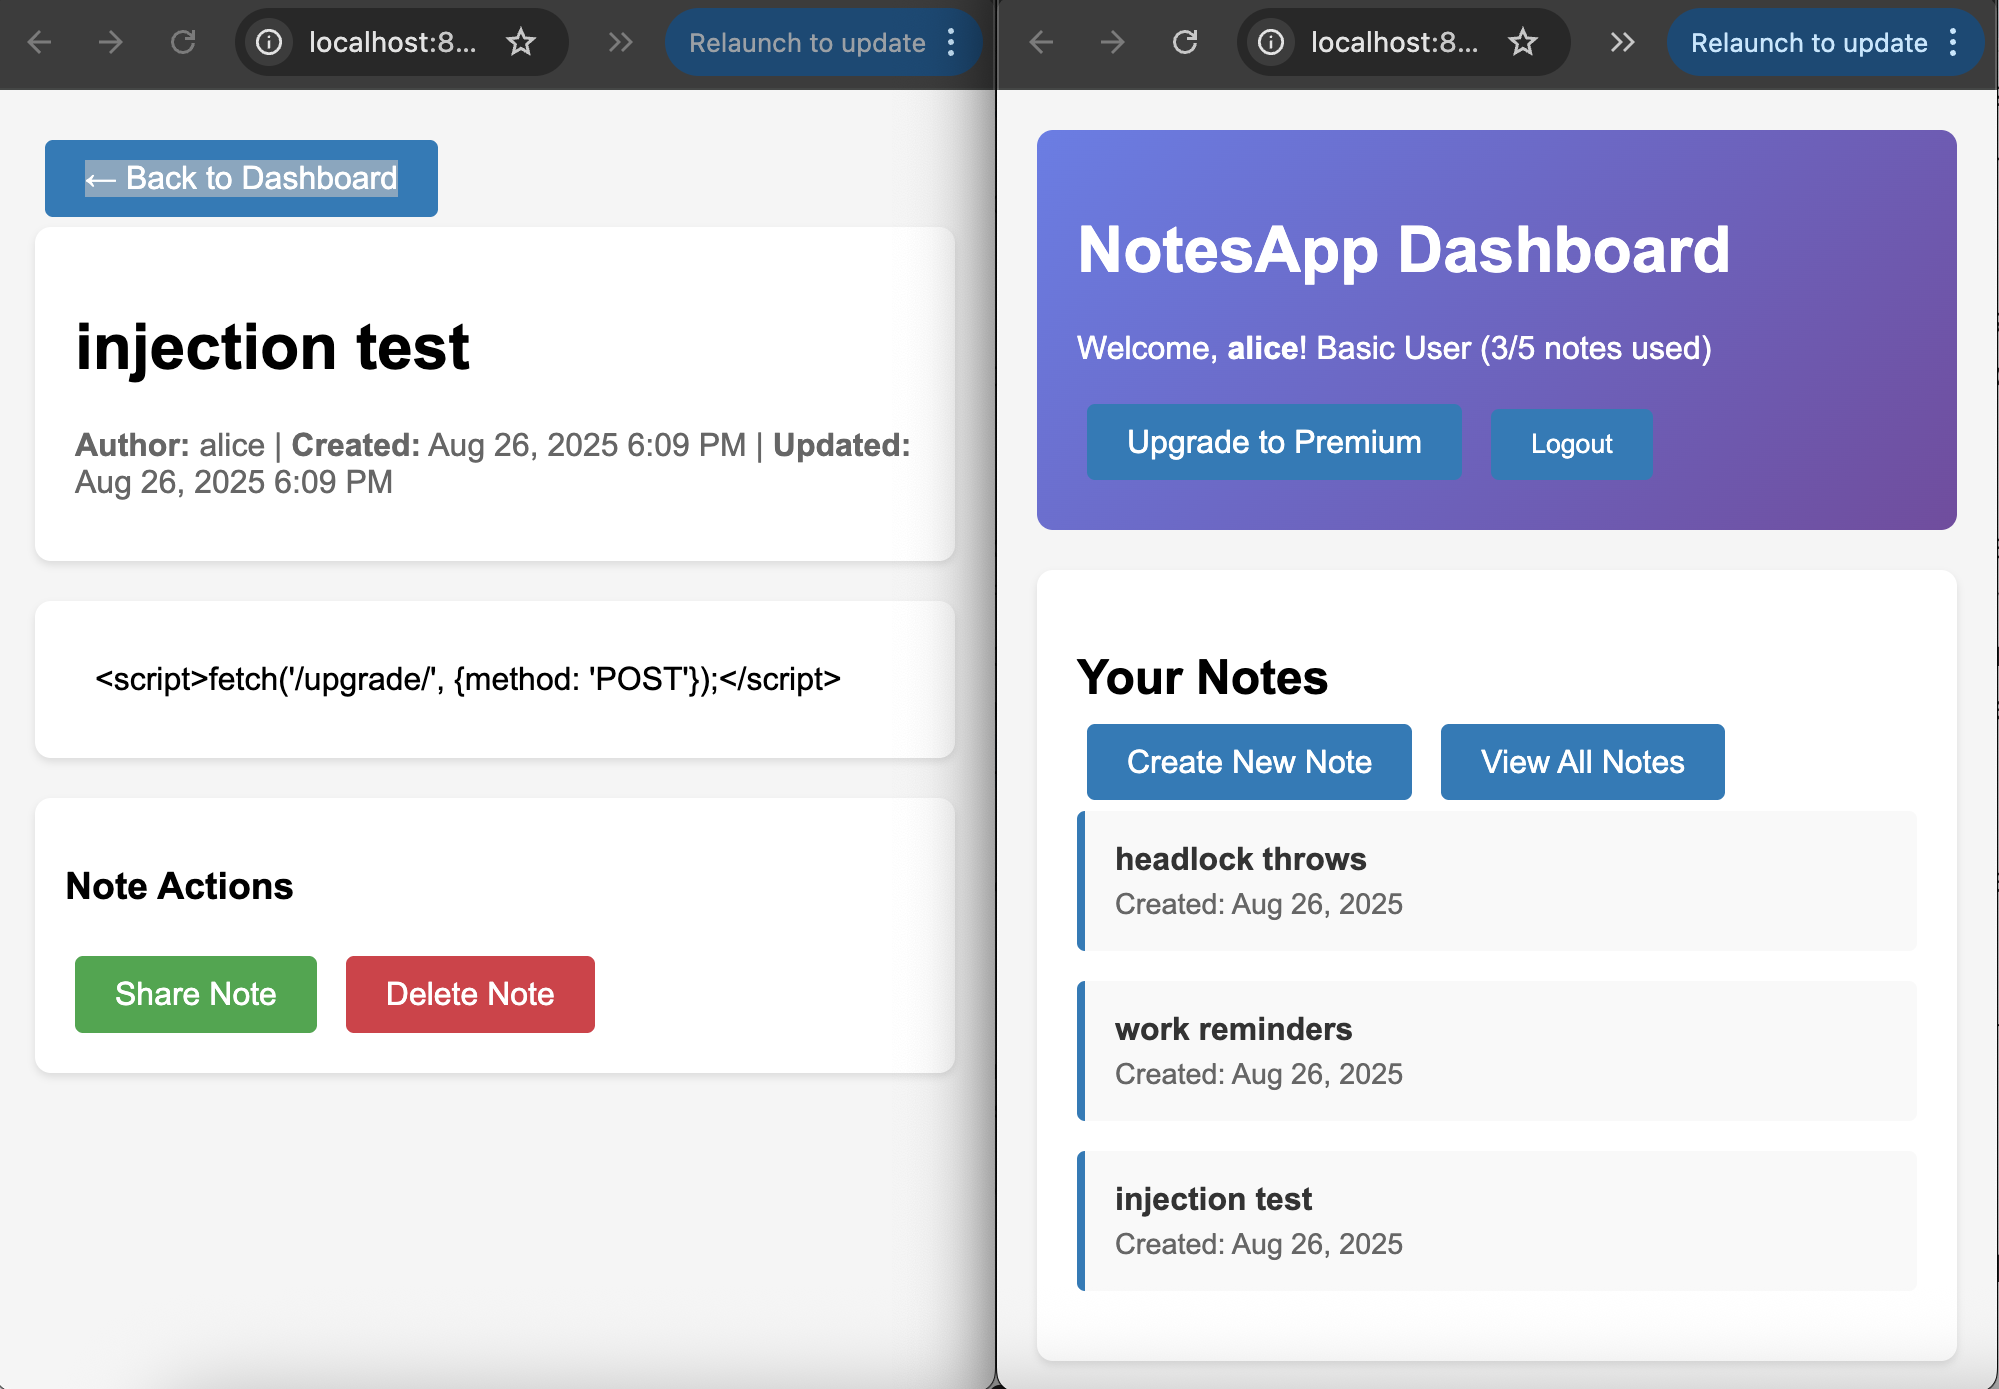 localhost:8...
Relaunch to update
← Back to Dashboard
injection test
Author: alice | Created: Aug 26, 2025 6:09 PM | Updated:
Aug 26, 2025 6:09 PM
<script>fetch('/upgrade/', {method: 'POST'});</script>
Note Actions
Share Note
Delete Note
localhost:8...
Relaunch to update
NotesApp Dashboard
Welcome, alice! Basic User (3/5 notes used)
Upgrade to Premium
Logout
Your Notes
Create New Note
View All Notes
headlock throws
Created: Aug 26, 2025
work reminders
Created: Aug 26, 2025
injection test
Created: Aug 26, 2025